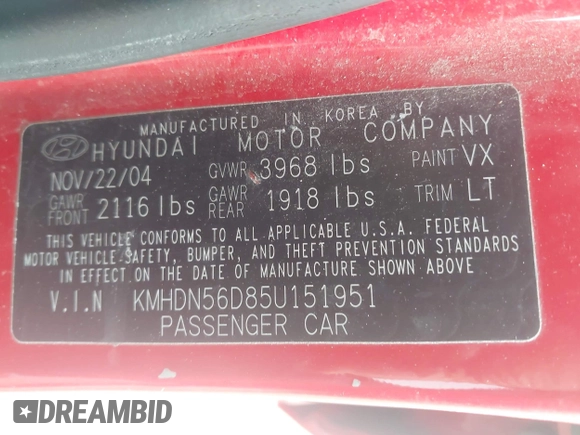 MANUFACTURED IN KOREA BY
HYUNDAI MOTOR COMPANY
NOV/22/04 GVWR 3968 lbs PAINT VX
GAWR FRONT 2116 lbs GAWR REAR 1918 lbs TRIM LT
THIS VEHICLE CONFORMS TO ALL APPLICABLE U.S.A. FEDERAL
MOTOR VEHICLE SAFETY, BUMPER, AND THEFT PREVENTION STANDARDS
IN EFFECT ON THE DATE OF MANUFACTURE SHOWN ABOVE
V.I.N KMHDN56D85U151951
PASSENGER CAR
DREAMBID